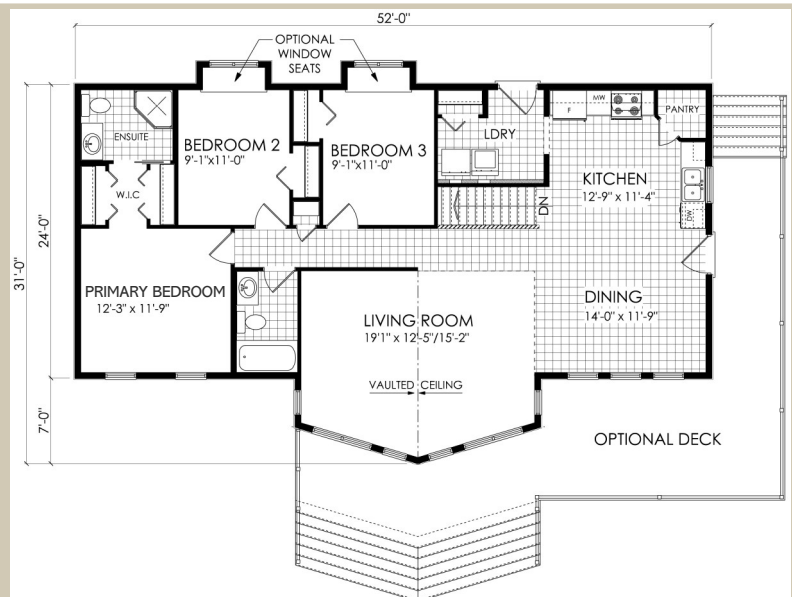 52'-0"
OPTIONAL
WINDOW
SEATS
MW
F
PANTRY
ENSUITE
BEDROOM 2
9'-1"x11'-0"
BEDROOM 3
9'-1"x11'-0"
LDRY
KITCHEN
12'-9" x 11'-4"
W.I.C
DN
DW
24'-0"
31'-0"
PRIMARY BEDROOM
12'-3" x 11'-9"
LIVING ROOM
19'1" x 12'-5"/15'-2"
DINING
14'-0" x 11'-9"
VAULTED CEILING
7'-0"
OPTIONAL DECK